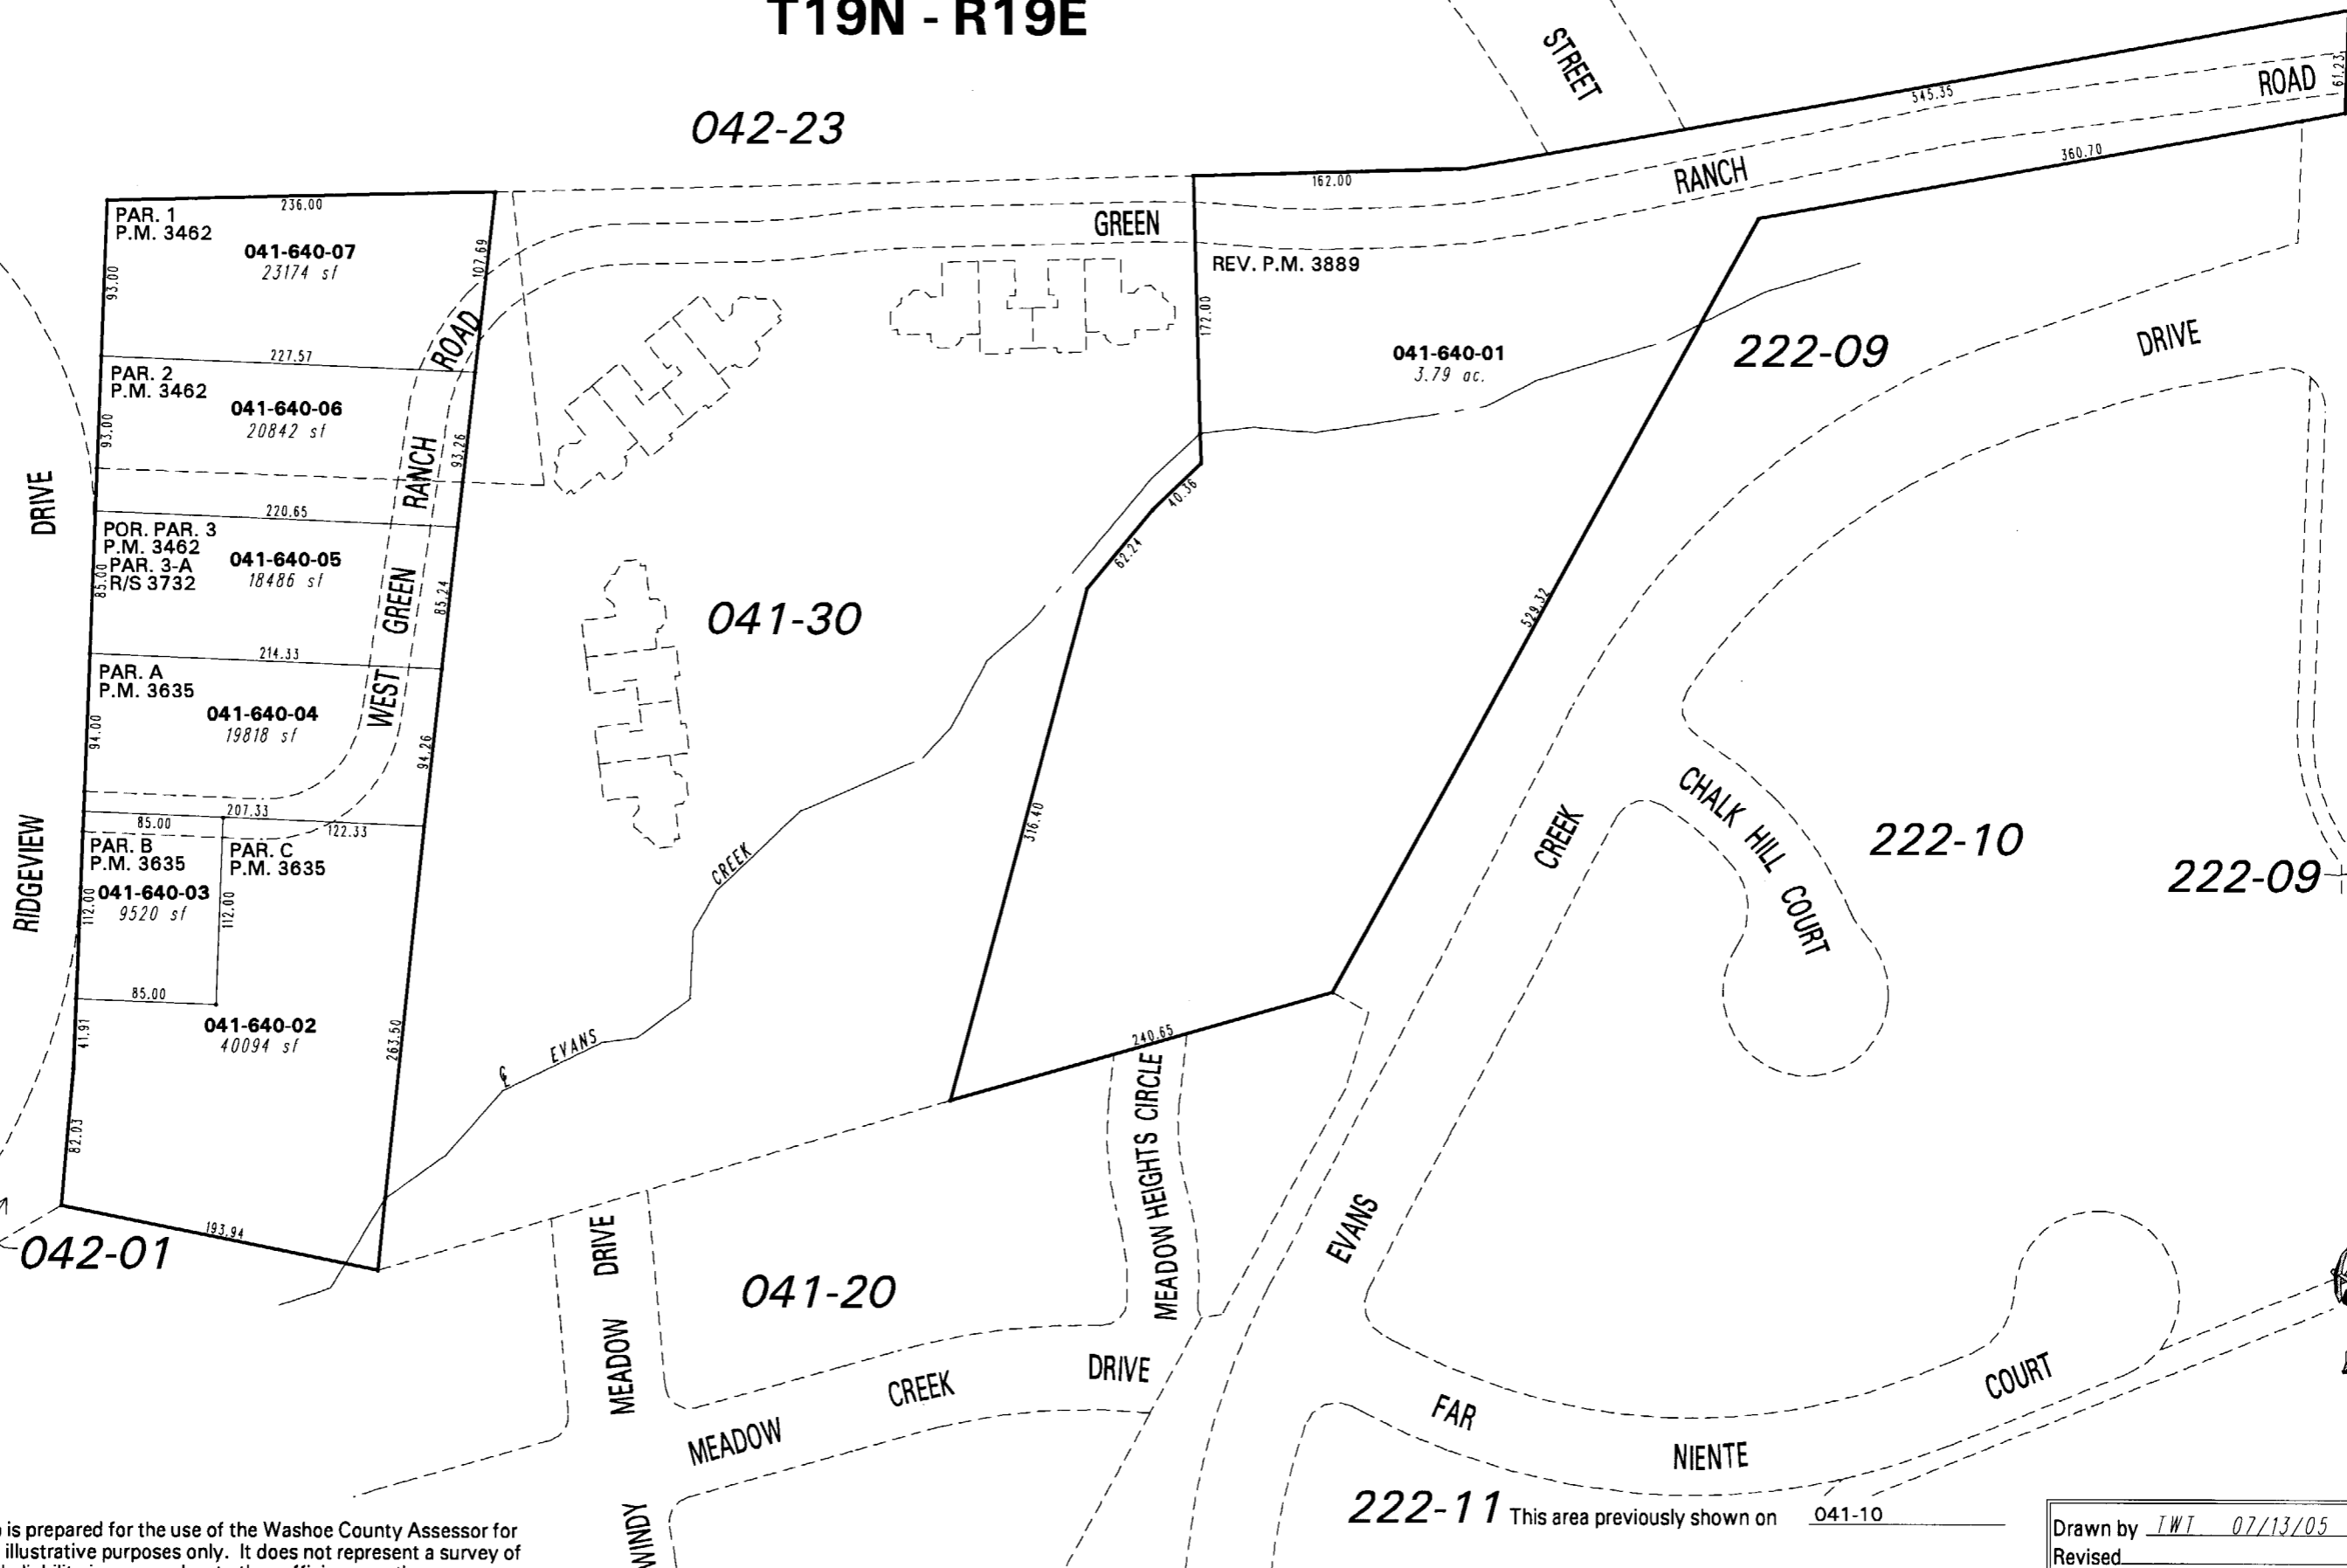 T19N - R19E
STREET
042-23
ROAD
61.23
545.35
360.70
RANCH
162.00
GREEN
REV. P.M. 3889
172.00
041-640-01
3.79 ac.
222-09
DRIVE
236.00
PAR. 1
P.M. 3462
041-640-07
23174 sf
93.00
107.69
ROAD
227.57
PAR. 2
P.M. 3462
041-640-06
20842 sf
93.00
93.26
RANCH
DRIVE
220.65
POR. PAR. 3
P.M. 3462
PAR. 3-A
R/S 3732
041-640-05
18486 sf
85.00
85.24
GREEN
40.36
62.24
041-30
529.32
214.33
PAR. A
P.M. 3635
041-640-04
19818 sf
94.00
94.26
WEST
316.40
CREEK
CHALK HILL COURT
222-10
222-09
207.33
85.00
122.33
PAR. B
P.M. 3635
041-640-03
9520 sf
112.00
112.00
PAR. C
P.M. 3635
RIDGEVIEW
CREEK
85.00
041-640-02
40094 sf
41.91
263.50
82.03
EVANS
240.65
MEADOW HEIGHTS CIRCLE
193.94
042-01
EVANS
041-20
MEADOW DRIVE
MEADOW CREEK DRIVE
FAR NIENTE COURT
WINDY
222-11
This area previously shown on 041-10
is prepared for the use of the Washoe County Assessor for
illustrative purposes only. It does not represent a survey of
Drawn by TWT 07/13/05
Revised